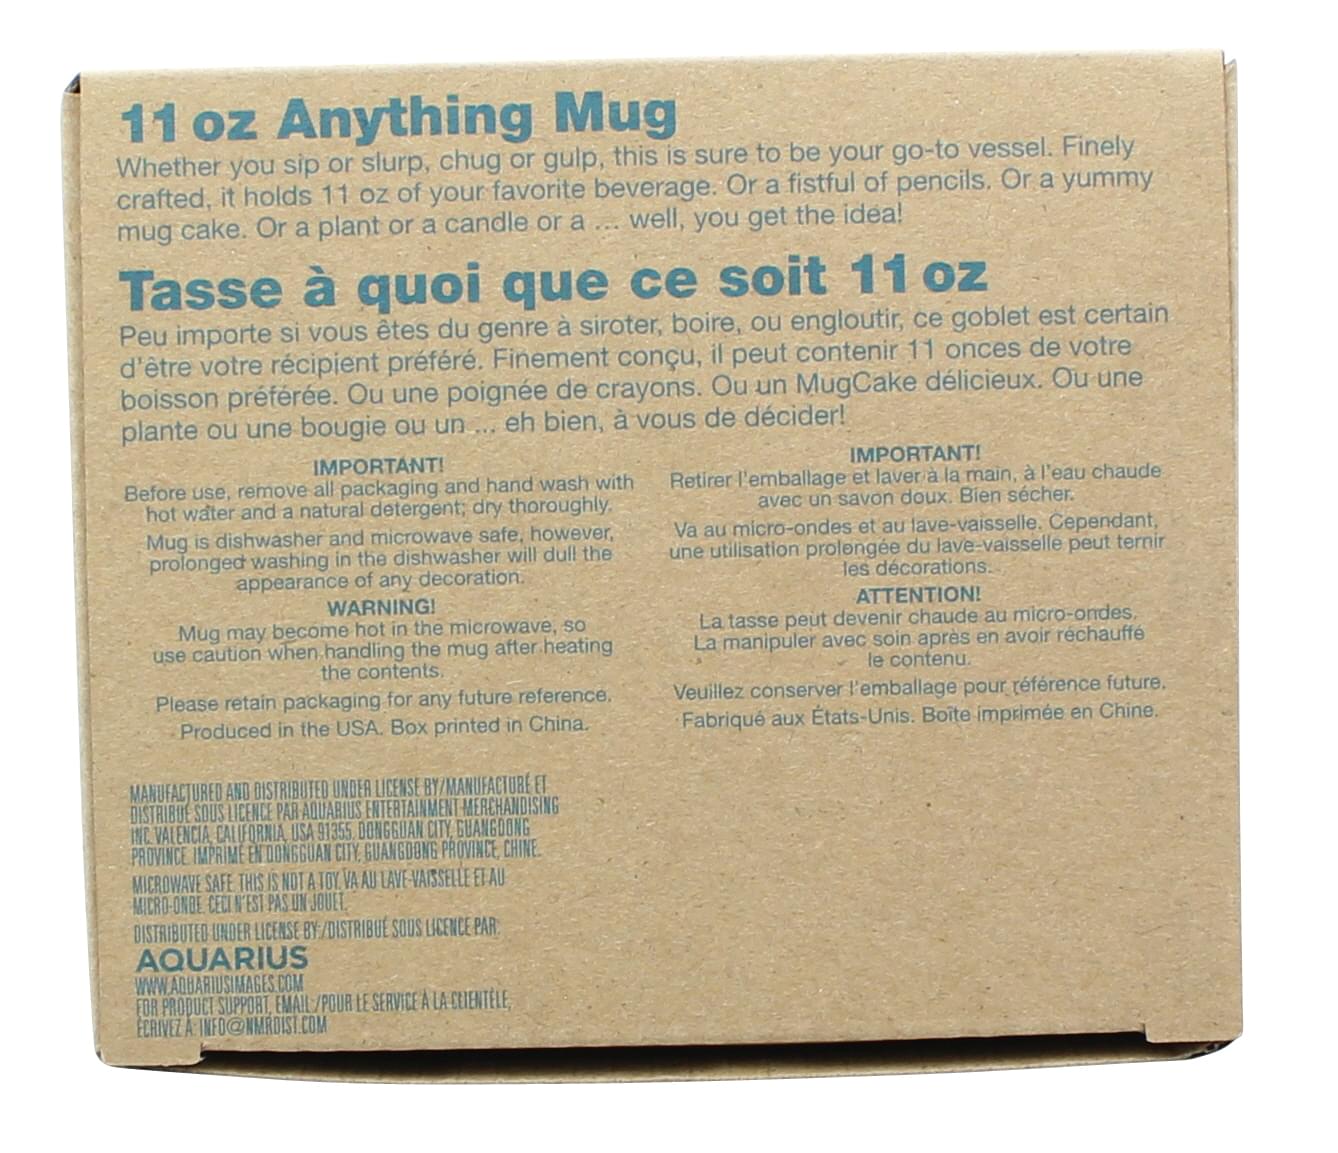 11 oz Anything Mug
Whether you sip or slurp, chug or gulp, this is sure to be your go-to vessel. Finely
crafted, it holds 11 oz of your favorite beverage. Or a fistful of pencils. Or a yummy
mug cake. Or a plant or a candle or a ... well, you get the idea!
Tasse à quoi que ce soit 11 oz
Peu importe si vous êtes du genre à siroter, boire, ou engloutir, ce goblet est certain
d'être votre récipient préféré. Finement conçu, il peut contenir 11 onces de votre
boisson préférée. Ou une poignée de crayons. Ou un MugCake délicieux. Ou une
plante ou une bougie ou un ... eh bien, à vous de décider!
IMPORTANT!
Before use, remove all packaging and hand wash with
hot water and a natural detergent; dry thoroughly.
Mug is dishwasher and microwave safe, however,
prolonged washing in the dishwasher will dull the
appearance of any decoration.
WARNING!
Mug may become hot in the microwave, so
use caution when handling the mug after heating
the contents.
Please retain packaging for any future reference.
Produced in the USA. Box printed in China.
IMPORTANT!
Retirer l'emballage et laver à la main, à l'eau chaude
avec un savon doux. Bien sécher.
Va au micro-ondes et au lave-vaisselle. Cependant,
une utilisation prolongée du lave-vaisselle peut ternir
les décorations.
ATTENTION!
La tasse peut devenir chaude au micro-ondes.
La manipuler avec soin après en avoir réchauffé
le contenu.
Veuillez conserver l'emballage pour référence future.
Fabriqué aux États-Unis. Boîte imprimée en Chine.
MANUFACTURED AND DISTRIBUTED UNDER LICENSE BY/MANUFACTURÉ ET
DISTRIBUÉ SOUS LICENCE PAR AQUARIUS ENTERTAINMENT MERCHANDISING
INC. VALENCIA, CALIFORNIA, USA 91355, DONGGUAN CITY, GUANGDONG
PROVINCE. IMPRIMÉ EN DONGGUAN CITY, GUANGDONG PROVINCE, CHINE.
MICROWAVE SAFE. THIS IS NOT A TOY. VA AU LAVE-VAISSELLE ET AU
MICRO-ONDE. CECI N'EST PAS UN JOUET.
DISTRIBUTED UNDER LICENSE BY:/DISTRIBUÉ SOUS LICENCE PAR:
AQUARIUS
WWW.AQUARIUSIMAGES.COM
FOR PRODUCT SUPPORT, EMAIL:/POUR LE SERVICE À LA CLIENTÈLE,
ÉCRIVEZ À: INFO@NMRDIST.COM